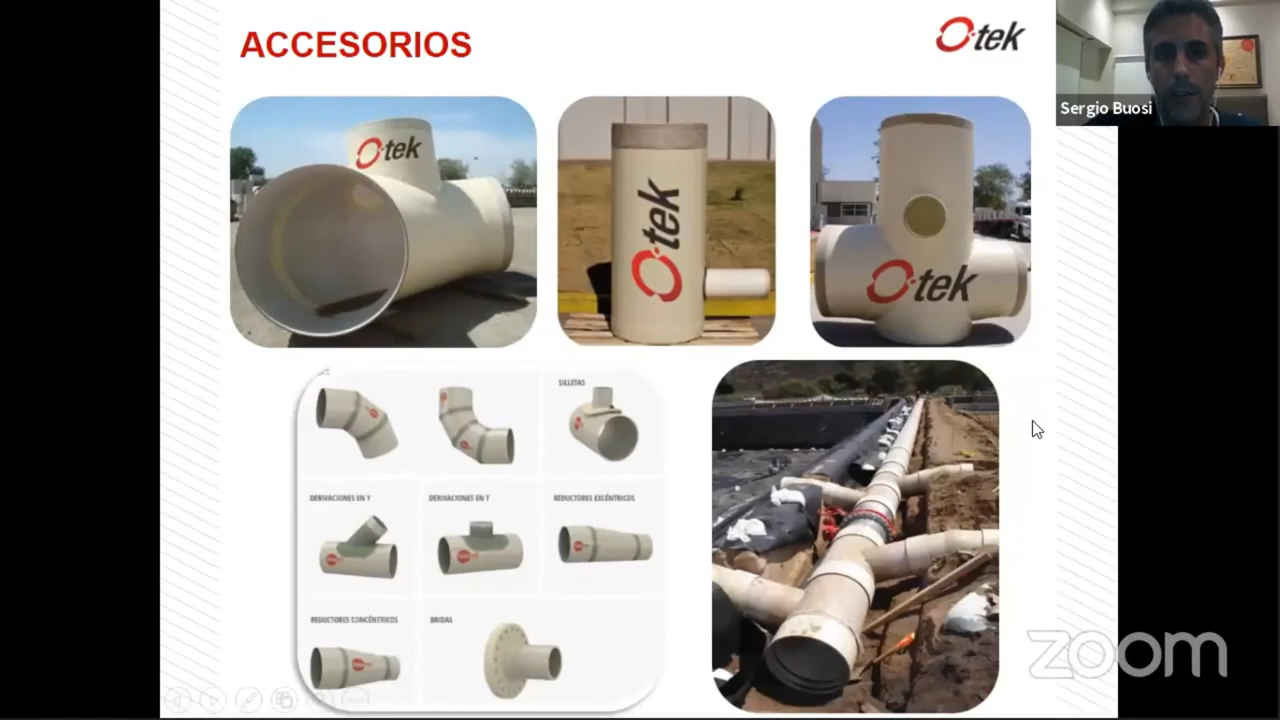 ACCESORIOS
O-tek
Sergio Buosi
O-tek
O-tek
O-tek
SILLETAS
DERIVACIONES EN Y
DERIVACIONES EN T
REDUCTORES EXCÉNTRICOS
REDUCTORES CONCÉNTRICOS
BRIDAS
zoom